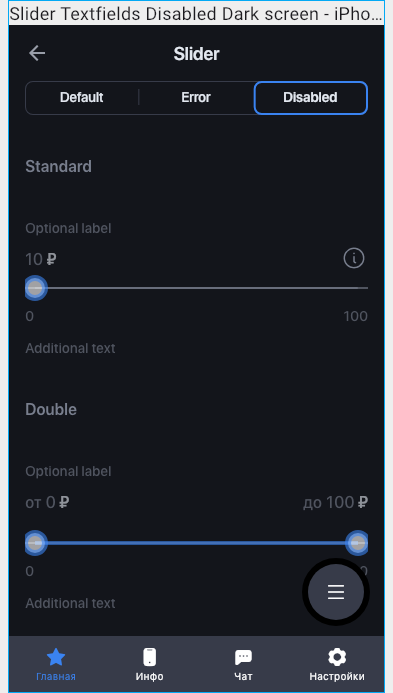 Slider Textfields Disabled Dark screen - iPho...
Slider
Default Error Disabled
Standard
Optional label
10 ₽
0 100
Additional text
Double
Optional label
от 0 ₽ до 100 ₽
0 0
Additional text
Главная Инфо Чат Настройки